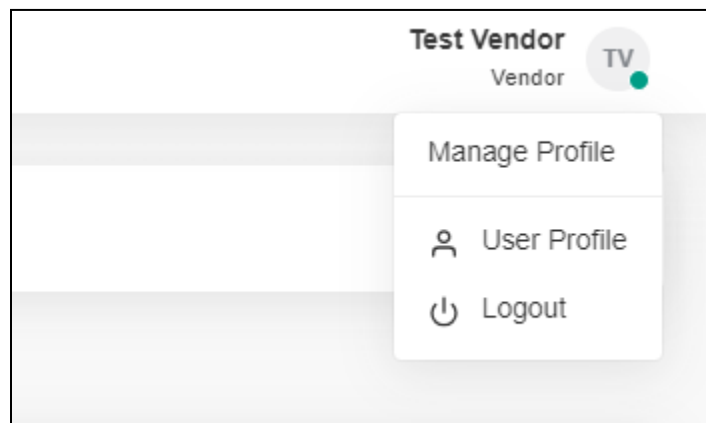 Test Vendor
Vendor
TV
Manage Profile
User Profile
Logout